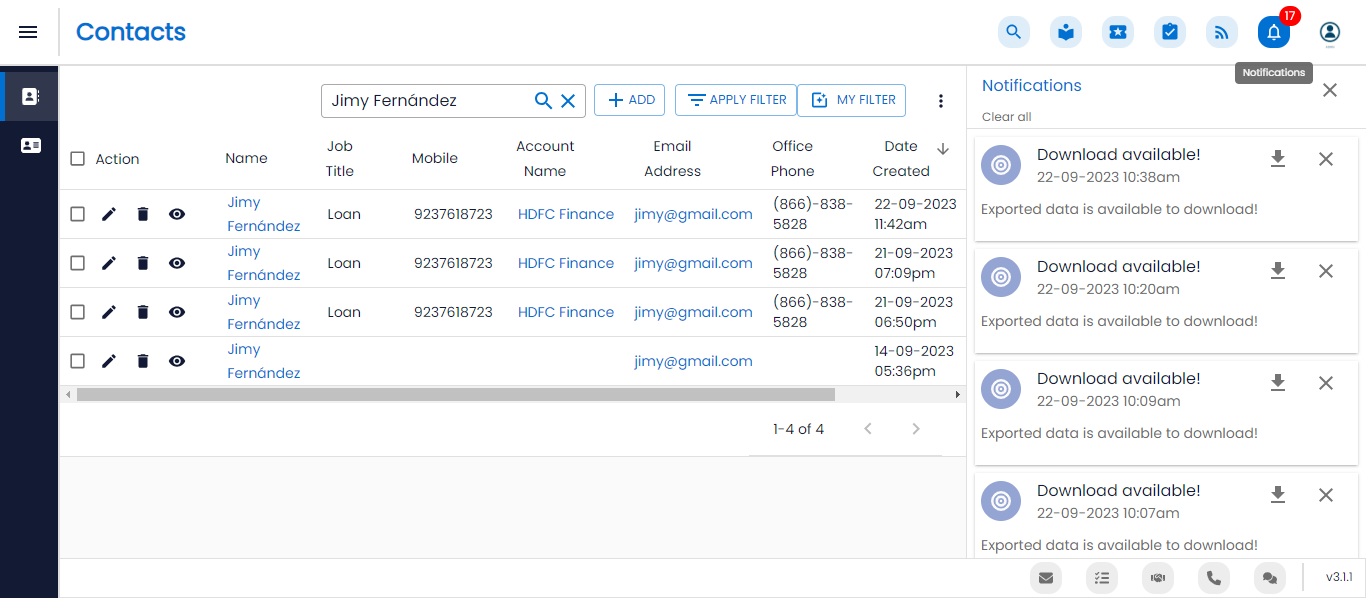 Contacts
17
Notifications
Jimy Fernández
ADD
APPLY FILTER
MY FILTER
Notifications
Clear all
Action Name Job Title Mobile Account Name Email Address Office Phone Date Created
Jimy Fernández Loan 9237618723 HDFC Finance jimy@gmail.com (866)-838-5828 22-09-2023 11:42am
Jimy Fernández Loan 9237618723 HDFC Finance jimy@gmail.com (866)-838-5828 21-09-2023 07:09pm
Jimy Fernández Loan 9237618723 HDFC Finance jimy@gmail.com (866)-838-5828 21-09-2023 06:50pm
Jimy Fernández jimy@gmail.com 14-09-2023 05:36pm
1-4 of 4
Download available!
22-09-2023 10:38am
Exported data is available to download!
Download available!
22-09-2023 10:20am
Exported data is available to download!
Download available!
22-09-2023 10:09am
Exported data is available to download!
Download available!
22-09-2023 10:07am
Exported data is available to download!
v3.1.1